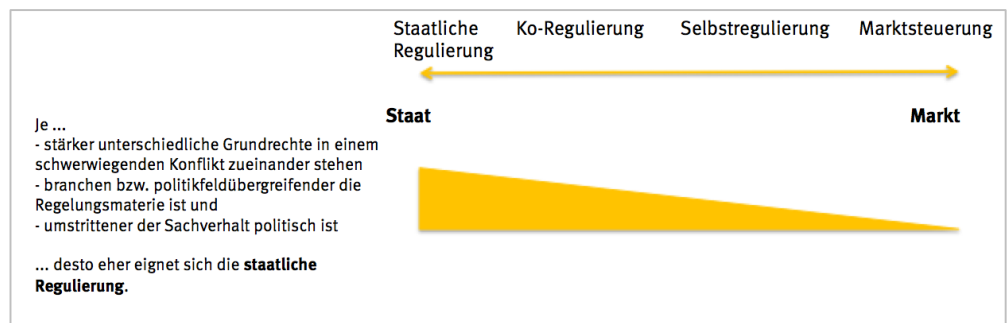 Staatliche Regulierung
Ko-Regulierung
Selbstregulierung
Marktsteuerung
Staat
Markt
Je ...
- stärker unterschiedliche Grundrechte in einem
schwerwiegenden Konflikt zueinander stehen
- branchen bzw. politikfeldübergreifender die
Regelungsmaterie ist und
- umstrittener der Sachverhalt politisch ist
... desto eher eignet sich die staatliche
Regulierung.